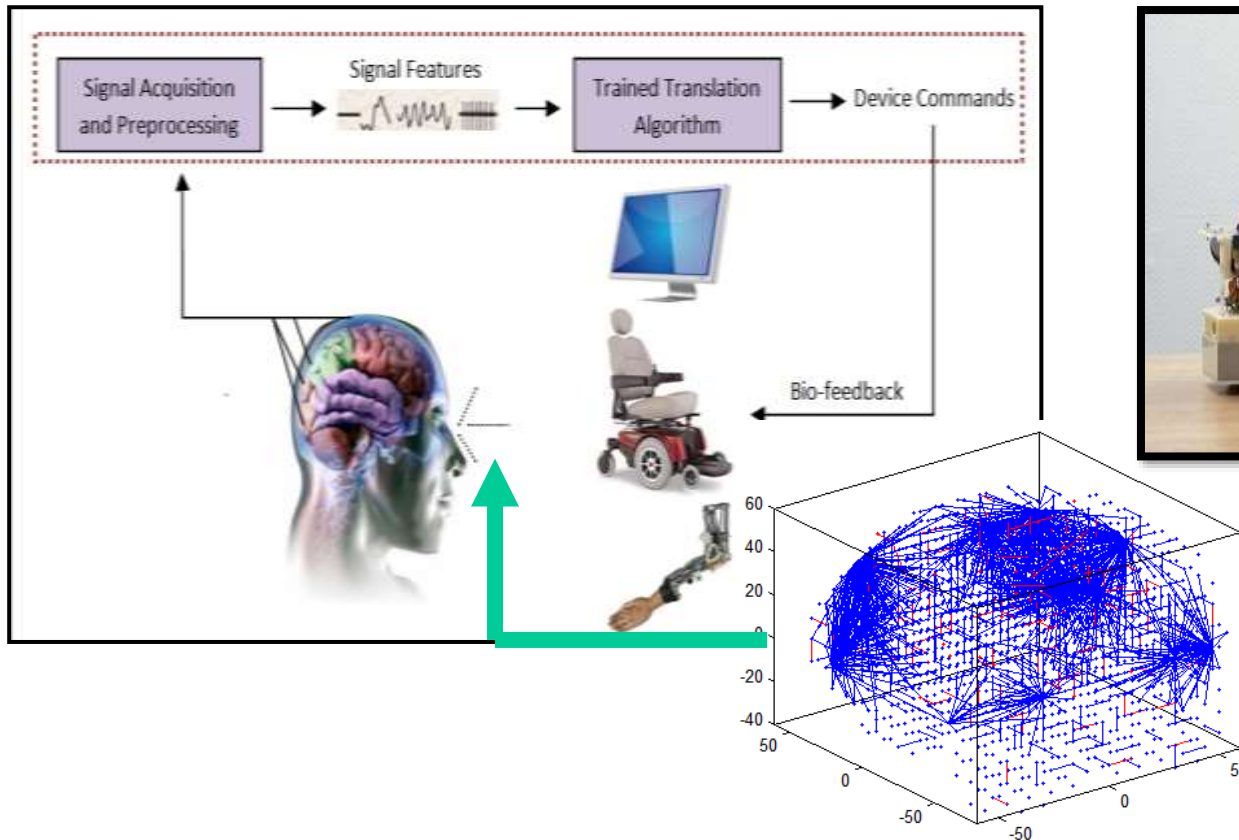 Signal Acquisition
and Preprocessing
Signal Features
Trained Translation
Algorithm
Device Commands
Bio-feedback
60
40
20
0
-20
-40
50
0
-50
-50
0
5